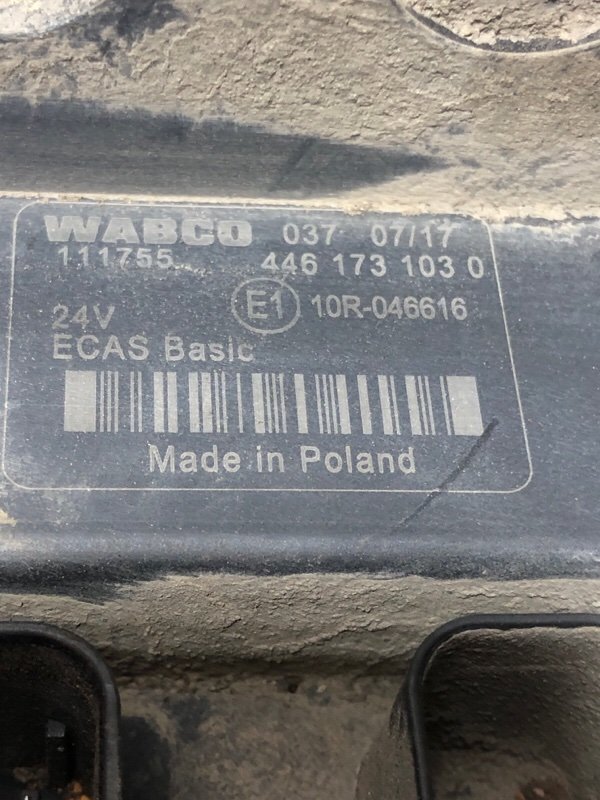 WABCO 037 07/17
111755 446 173 103 0
24V E1 10R-046616
ECAS Basic
Made in Poland